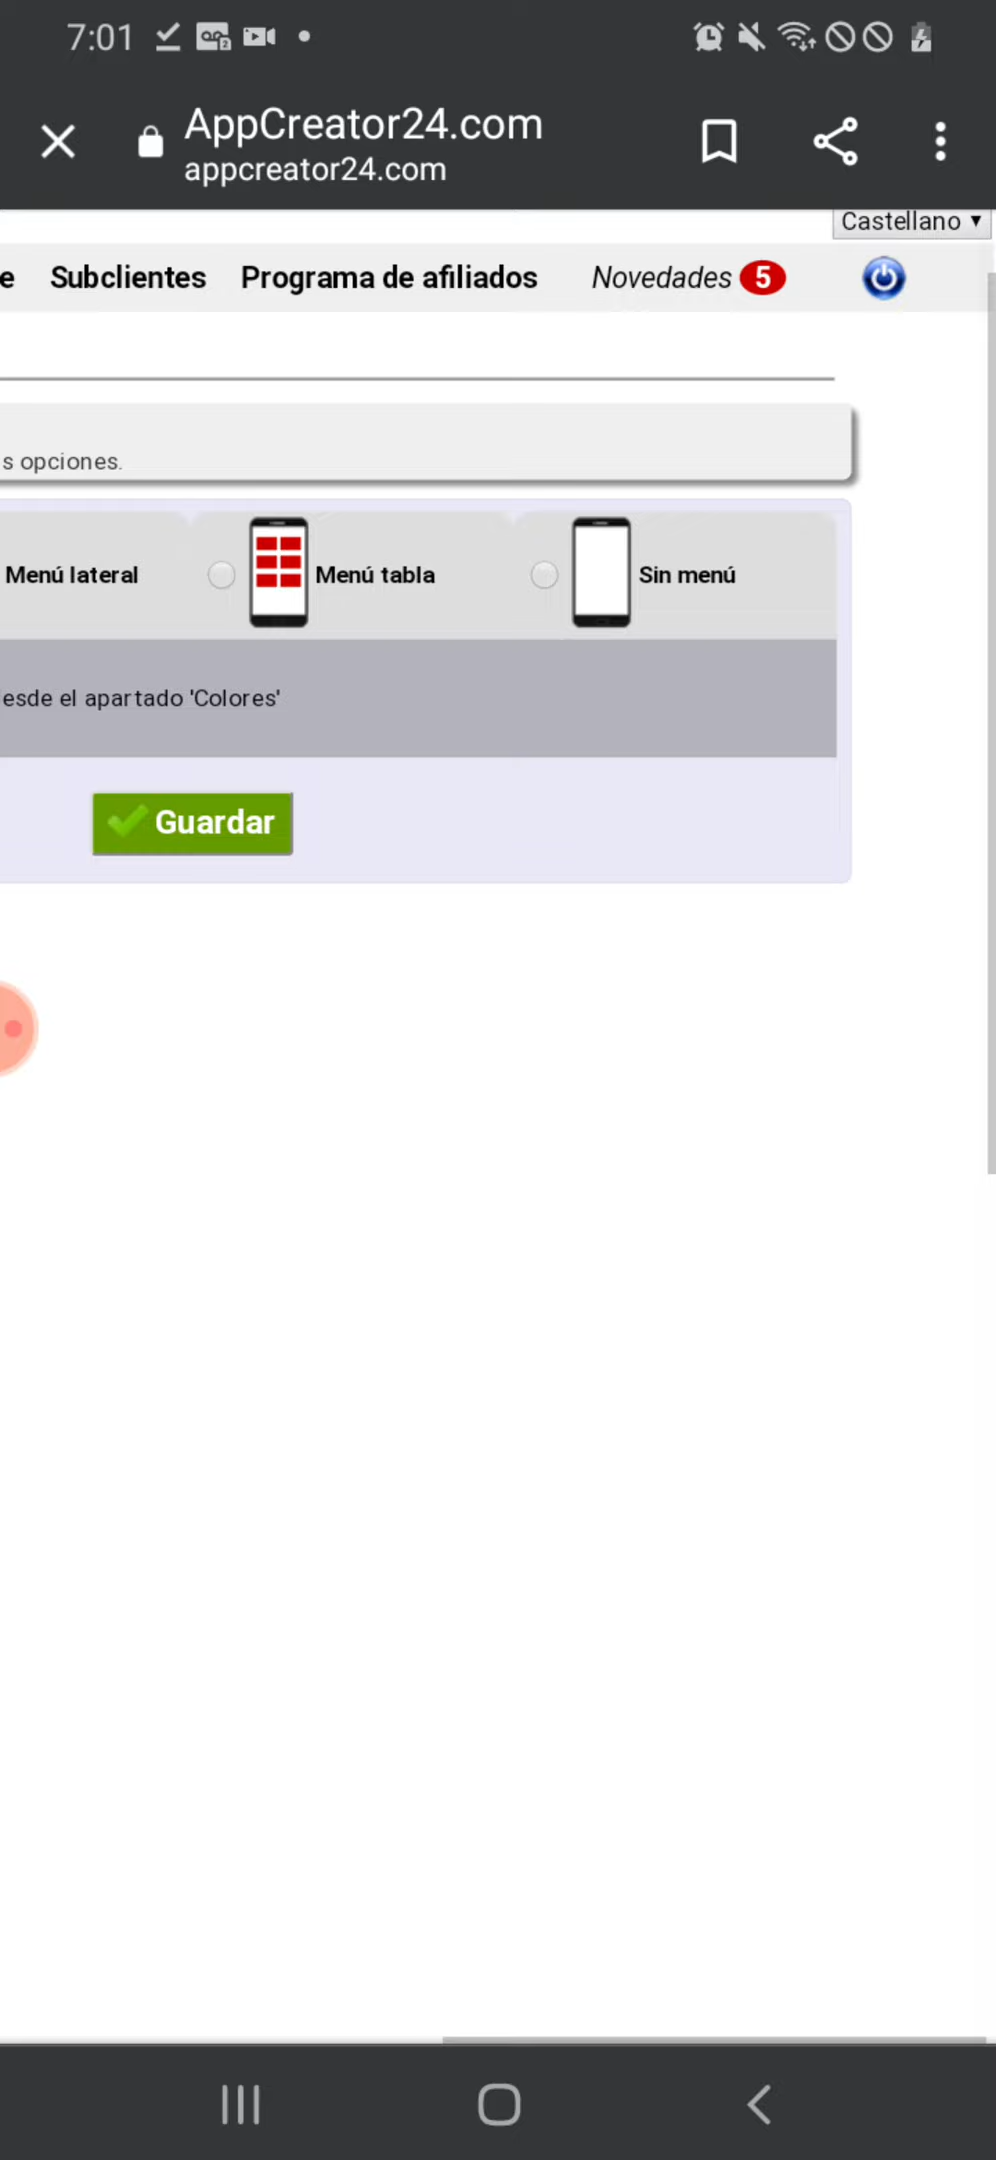 7:01
AppCreator24.com
appcreator24.com
Castellano
e Subclientes Programa de afiliados Novedades 5
s opciones.
Menú lateral Menú tabla Sin menú
esde el apartado 'Colores'
Guardar